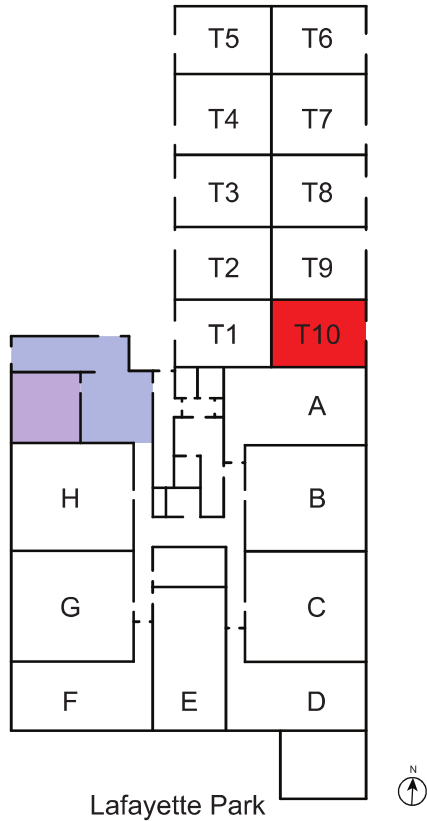 T5 T6
T4 T7
T3 T8
T2 T9
T1 T10
A
H B
G C
F E D
N
Lafayette Park